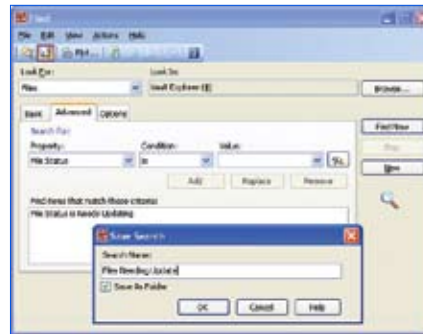 Find
File Edit View Actions Help
Look For:
Look In:
Files
Vault Explorer ($)
Browse...
Basic Advanced Options
Find Now
Stop
New
Search For:
Property:
Condition:
Value:
File Status
is
Add
Replace
Remove
Find items that match these criteria
File Status is Needs Updating
Save Search
Search Name:
Files Needing Update
Save As Folder
OK
Cancel
Help